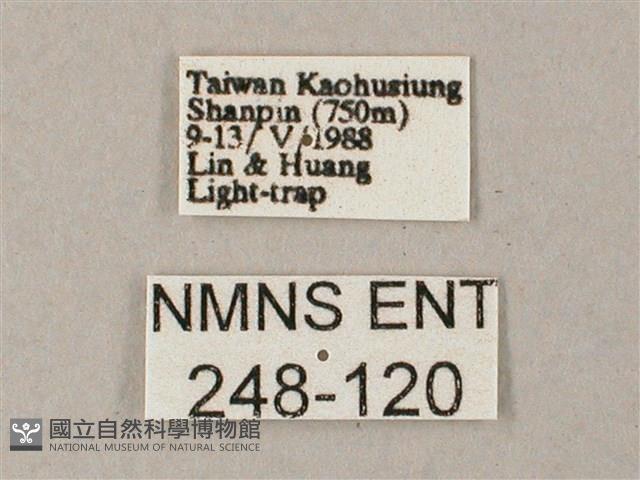 Taiwan Kaohusiung
Shanpin (750m)
9-13/ V/ 1988
Lin & Huang
Light-trap
NMNS ENT
248-120
國立自然科學博物館
NATIONAL MUSEUM OF NATURAL SCIENCE